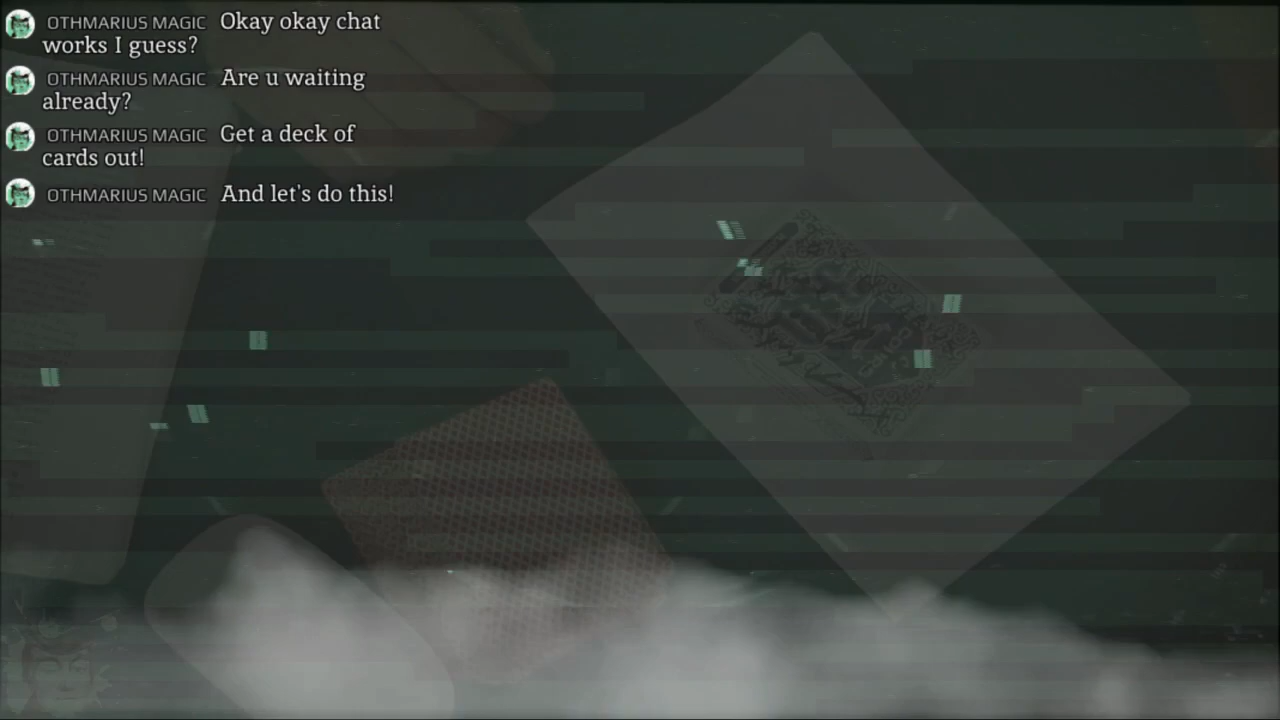 OTHMARIUS MAGIC Okay okay chat
works I guess?
OTHMARIUS MAGIC Are u waiting
already?
OTHMARIUS MAGIC Get a deck of
cards out!
OTHMARIUS MAGIC And let's do this!